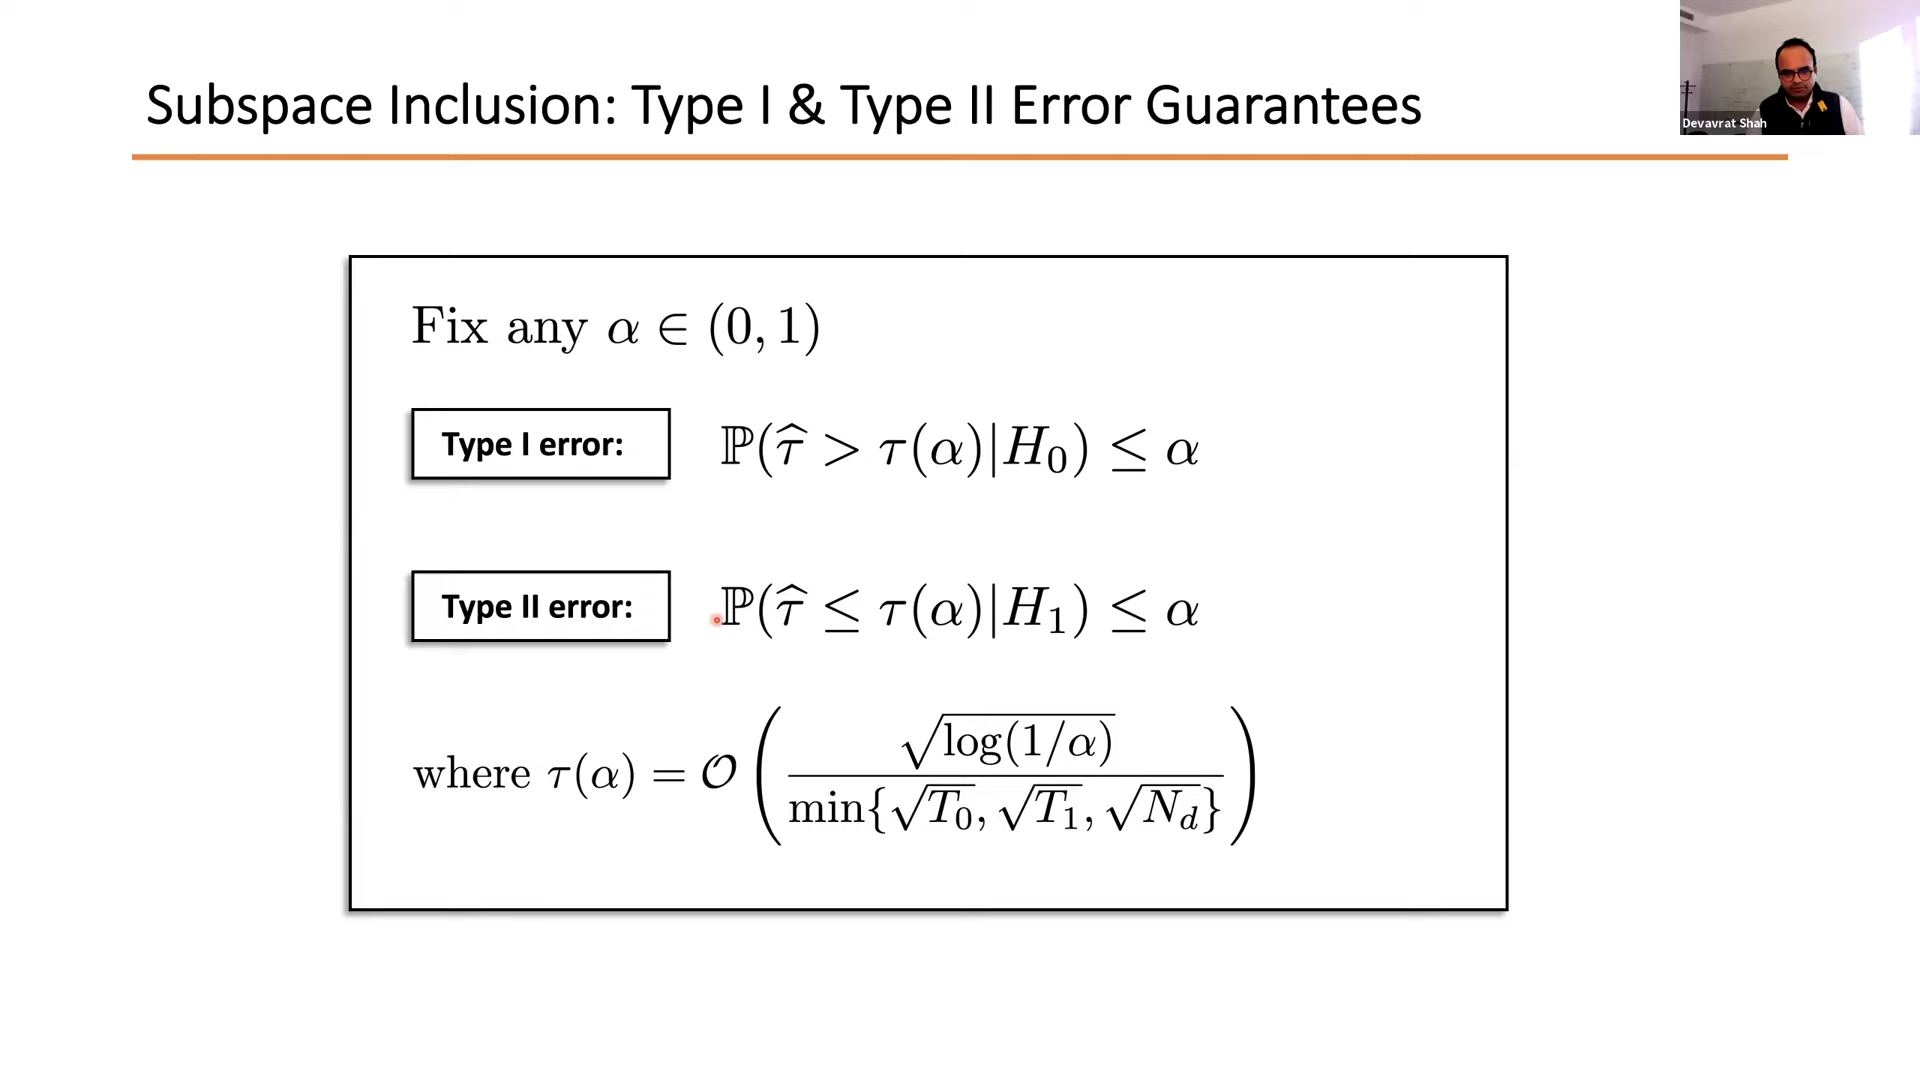 Subspace Inclusion: Type I & Type II Error Guarantees
Devavrat Shah
Fix any α ∈ (0, 1)
Type I error: ℙ(τ̂ > τ(α)|H₀) ≤ α
Type II error: ℙ(τ̂ ≤ τ(α)|H₁) ≤ α
where τ(α) = 𝒪 ( √log(1/α) / min{√T₀, √T₁, √N_d} )